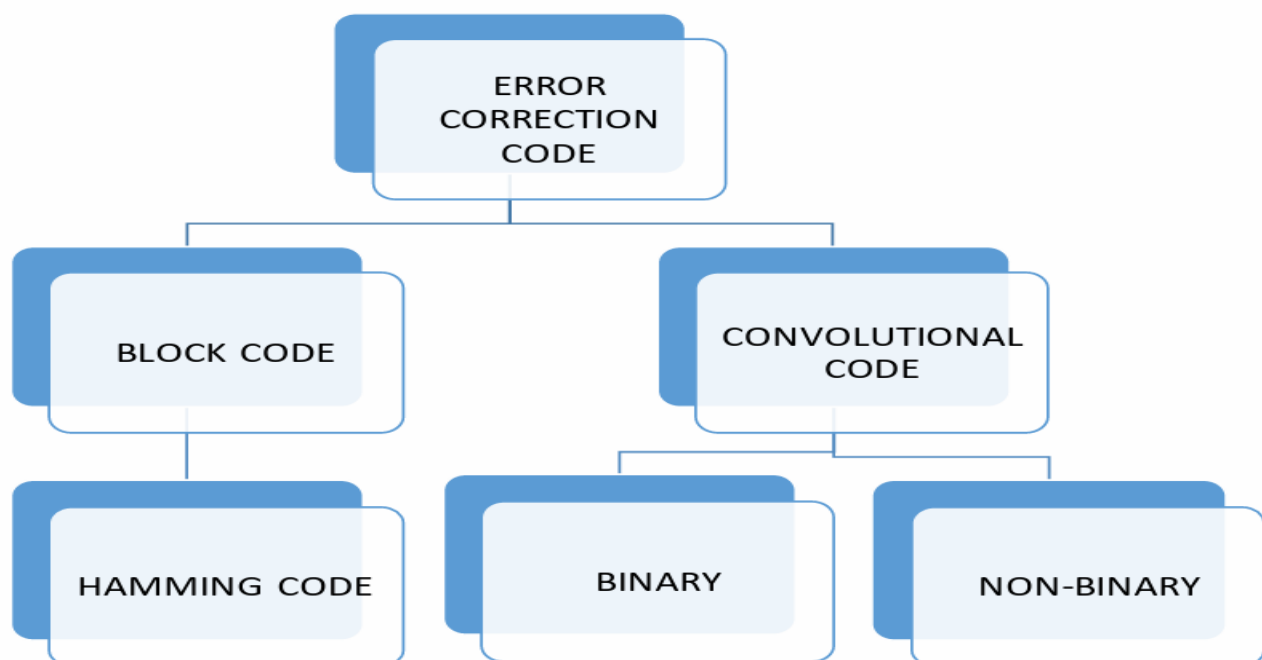 ERROR
CORRECTION
CODE
BLOCK CODE
CONVOLUTIONAL
CODE
HAMMING CODE
BINARY
NON-BINARY